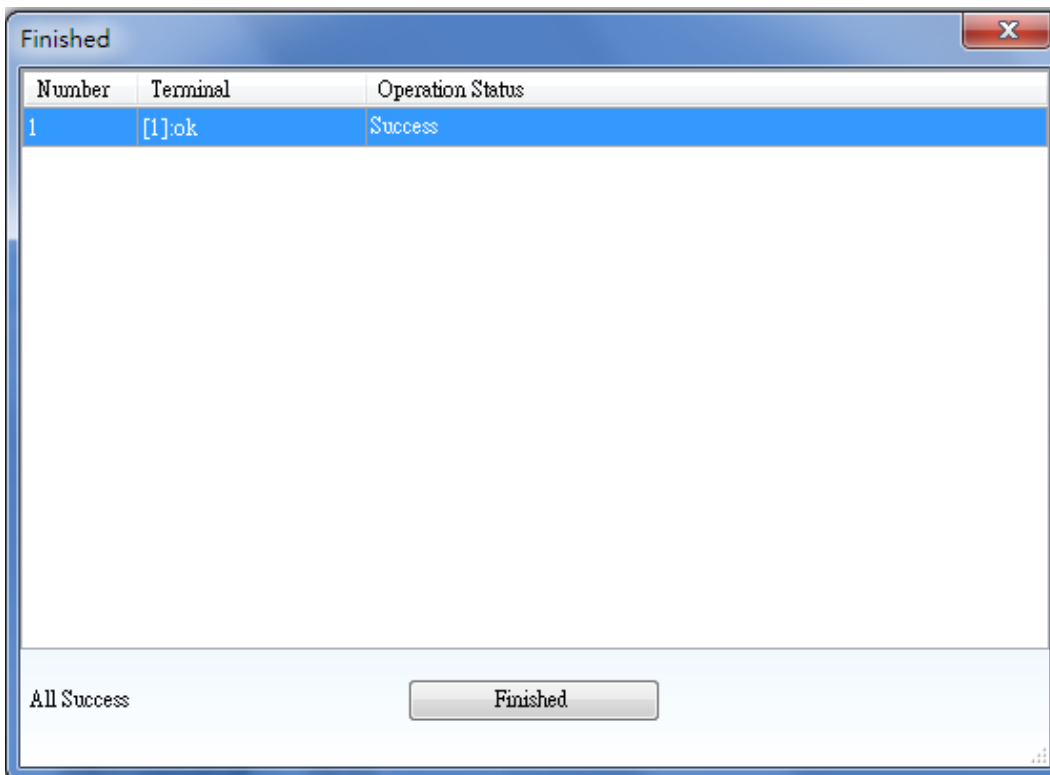 Finished
Number Terminal Operation Status
1 [1]:ok Success
All Success Finished